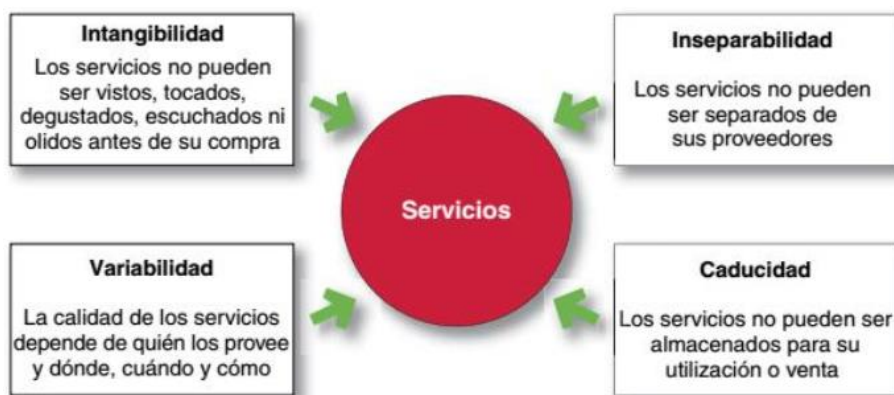 Intangibilidad
Los servicios no pueden
ser vistos, tocados,
degustados, escuchados ni
olidos antes de su compra
Inseparabilidad
Los servicios no pueden
ser separados de
sus proveedores
Servicios
Variabilidad
La calidad de los servicios
depende de quién los provee
y dónde, cuándo y cómo
Caducidad
Los servicios no pueden ser
almacenados para su
utilización o venta